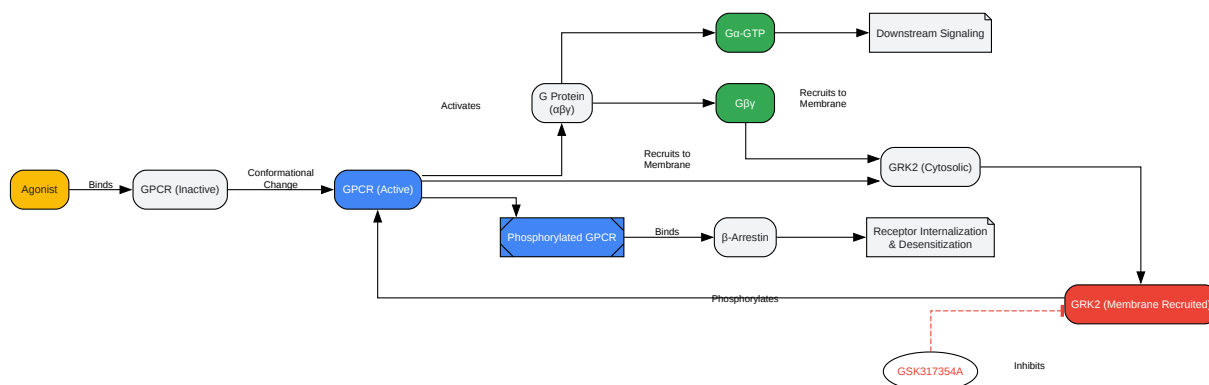 Gα-GTP
Downstream Signaling
Activates
G Protein
(αβγ)
Gβγ
Recruits to
Membrane
Recruits to
Membrane
GRK2 (Cytosolic)
Agonist
Binds
GPCR (Inactive)
Conformational
Change
GPCR (Active)
Phosphorylated GPCR
Binds
β-Arrestin
Receptor Internalization
& Desensitization
Phosphorylates
GRK2 (Membrane Recruited)
GSK317354A
Inhibits